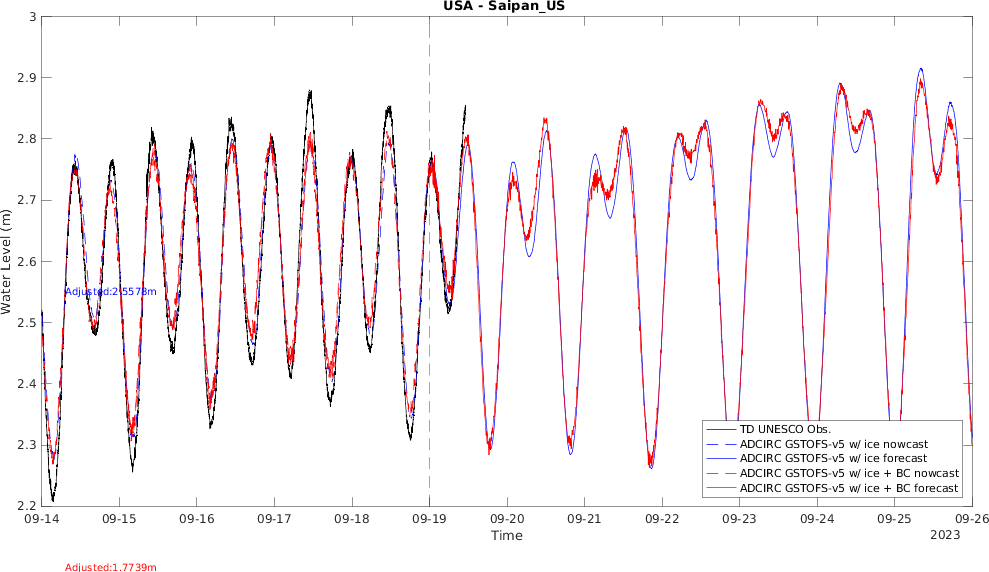 USA - Saipan_US
3
2.9
2.8
2.7
2.6
2.5
2.4
2.3
2.2
Water Level (m)
Adjusted:2.5578m
TD UNESCO Obs.
ADCIRC GSTOFS-v5 w/ ice nowcast
ADCIRC GSTOFS-v5 w/ ice forecast
ADCIRC GSTOFS-v5 w/ ice + BC nowcast
ADCIRC GSTOFS-v5 w/ ice + BC forecast
09-14 09-15 09-16 09-17 09-18 09-19 09-20 09-21 09-22 09-23 09-24 09-25 09-26
Time
2023
Adjusted:1.7739m